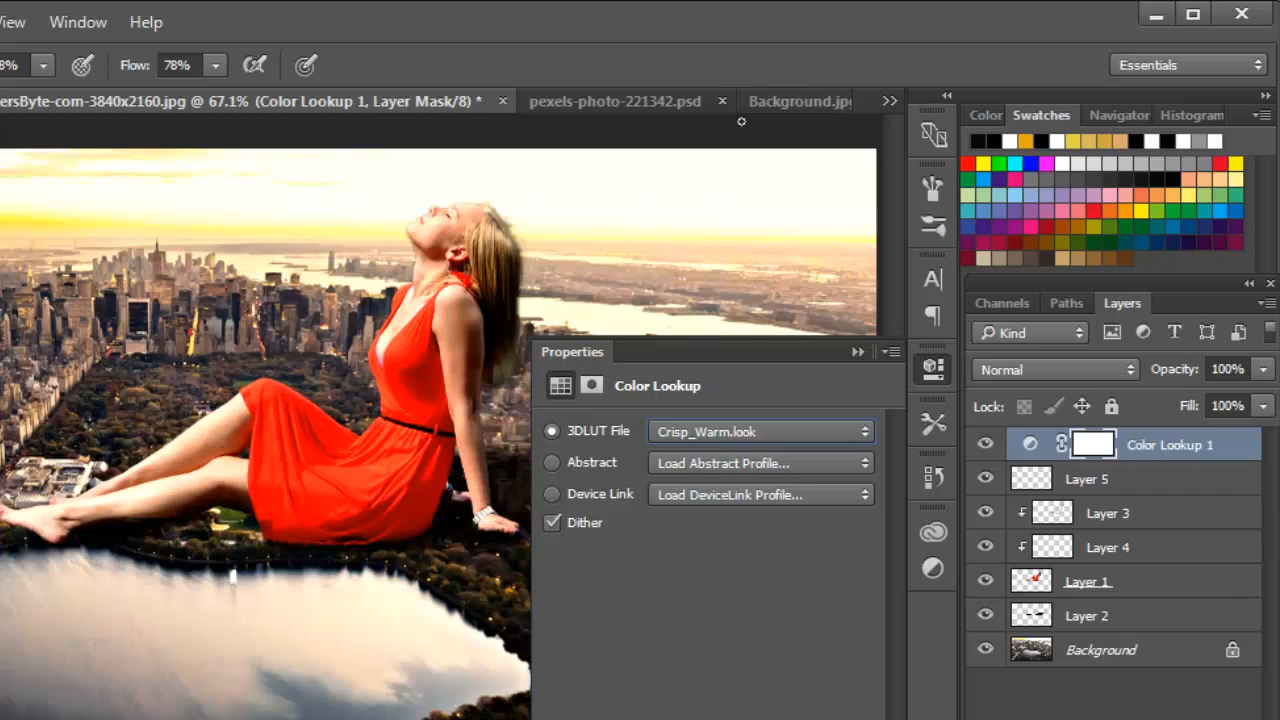 View Window Help
8% Flow: 78% Essentials
ersByte-com-3840x2160.jpg @ 67.1% (Color Lookup 1, Layer Mask/8) * × pexels-photo-221342.psd × Background.jp
Color Swatches Navigator Histogram
Channels Paths Layers
Kind
Normal Opacity: 100%
Lock: Fill: 100%
Color Lookup 1
Layer 5
Layer 3
Layer 4
Layer 1
Layer 2
Background
Properties
Color Lookup
3DLUT File Crisp_Warm.look
Abstract Load Abstract Profile...
Device Link Load DeviceLink Profile...
Dither